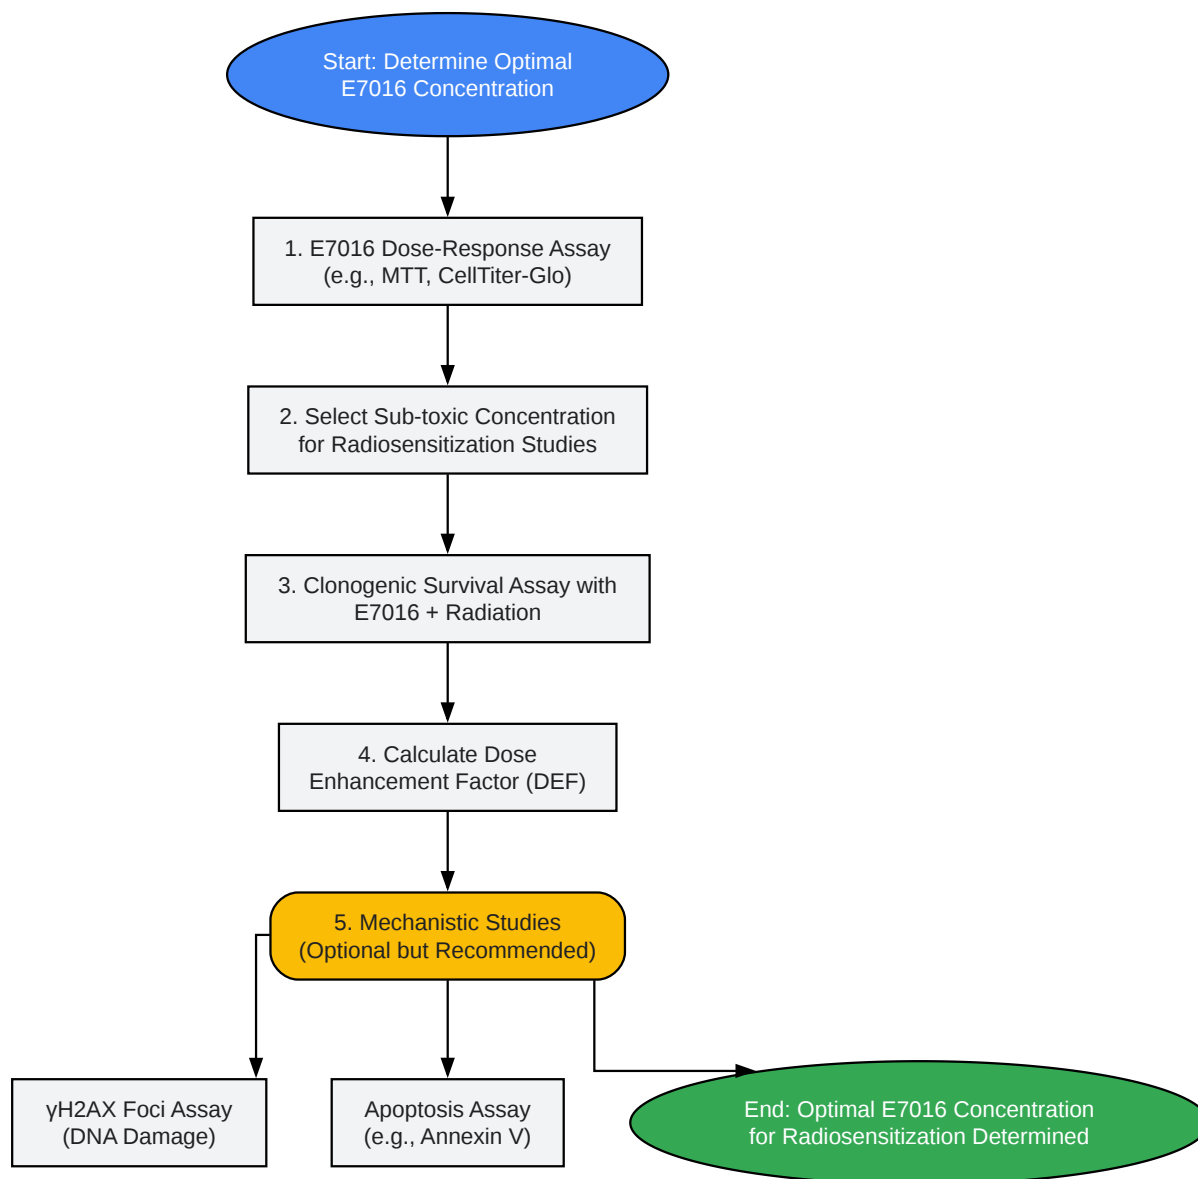 Start: Determine Optimal
E7016 Concentration
1. E7016 Dose-Response Assay
(e.g., MTT, CellTiter-Glo)
2. Select Sub-toxic Concentration
for Radiosensitization Studies
3. Clonogenic Survival Assay with
E7016 + Radiation
4. Calculate Dose
Enhancement Factor (DEF)
5. Mechanistic Studies
(Optional but Recommended)
γH2AX Foci Assay
(DNA Damage)
Apoptosis Assay
(e.g., Annexin V)
End: Optimal E7016 Concentration
for Radiosensitization Determined